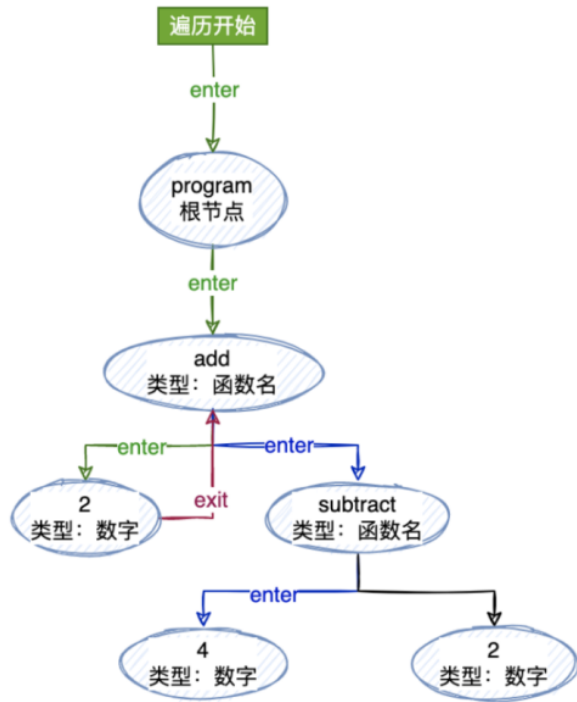 遍历开始
enter
program
根节点
enter
add
类型：函数名
enter
enter
exit
2
类型：数字
subtract
类型：函数名
enter
4
类型：数字
2
类型：数字